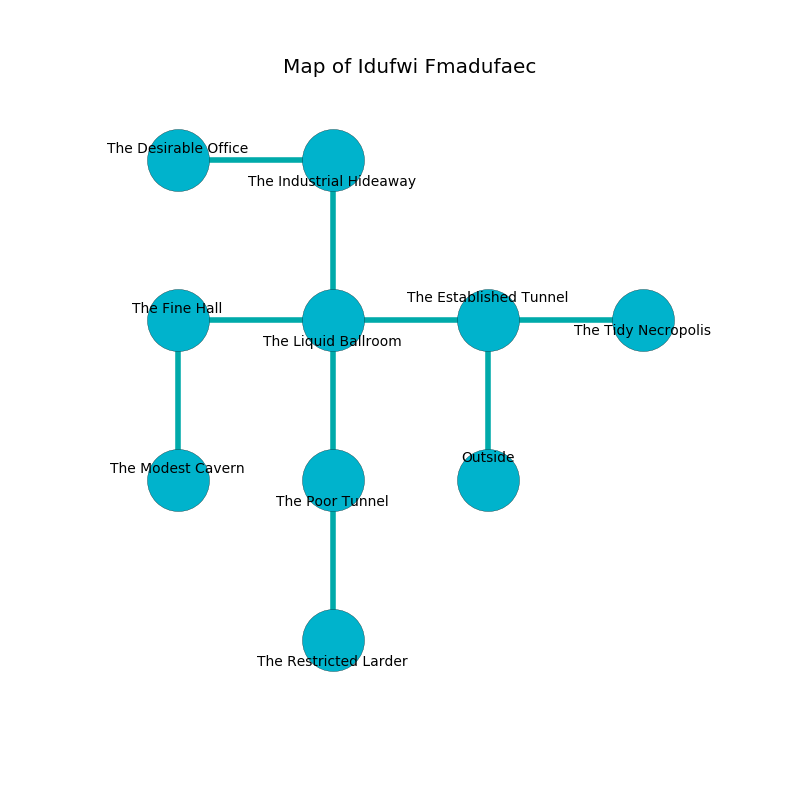 Map of Idufwi Fmadufaec
The Desirable Office
The Industrial Hideaway
The Established Tunnel
The Fine Hall
The Tidy Necropolis
The Liquid Ballroom
Outside
The Modest Cavern
The Poor Tunnel
The Restricted Larder